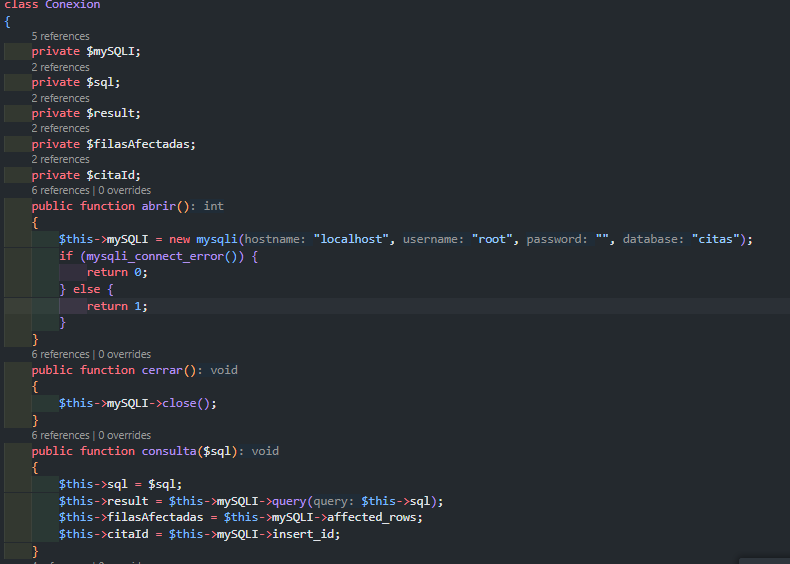 class Conexion
{
5 references
private $mySQLI;
2 references
private $sql;
2 references
private $result;
2 references
private $filasAfectadas;
2 references
private $citaId;
6 references | 0 overrides
public function abrir(): int
{
$this->mySQLI = new mysqli(hostname: "localhost", username: "root", password: "", database: "citas");
if (mysqli_connect_error()) {
return 0;
} else {
return 1;
}
}
6 references | 0 overrides
public function cerrar(): void
{
$this->mySQLI->close();
}
6 references | 0 overrides
public function consulta($sql): void
{
$this->sql = $sql;
$this->result = $this->mySQLI->query(query: $this->sql);
$this->filasAfectadas = $this->mySQLI->affected_rows;
$this->citaId = $this->mySQLI->insert_id;
}